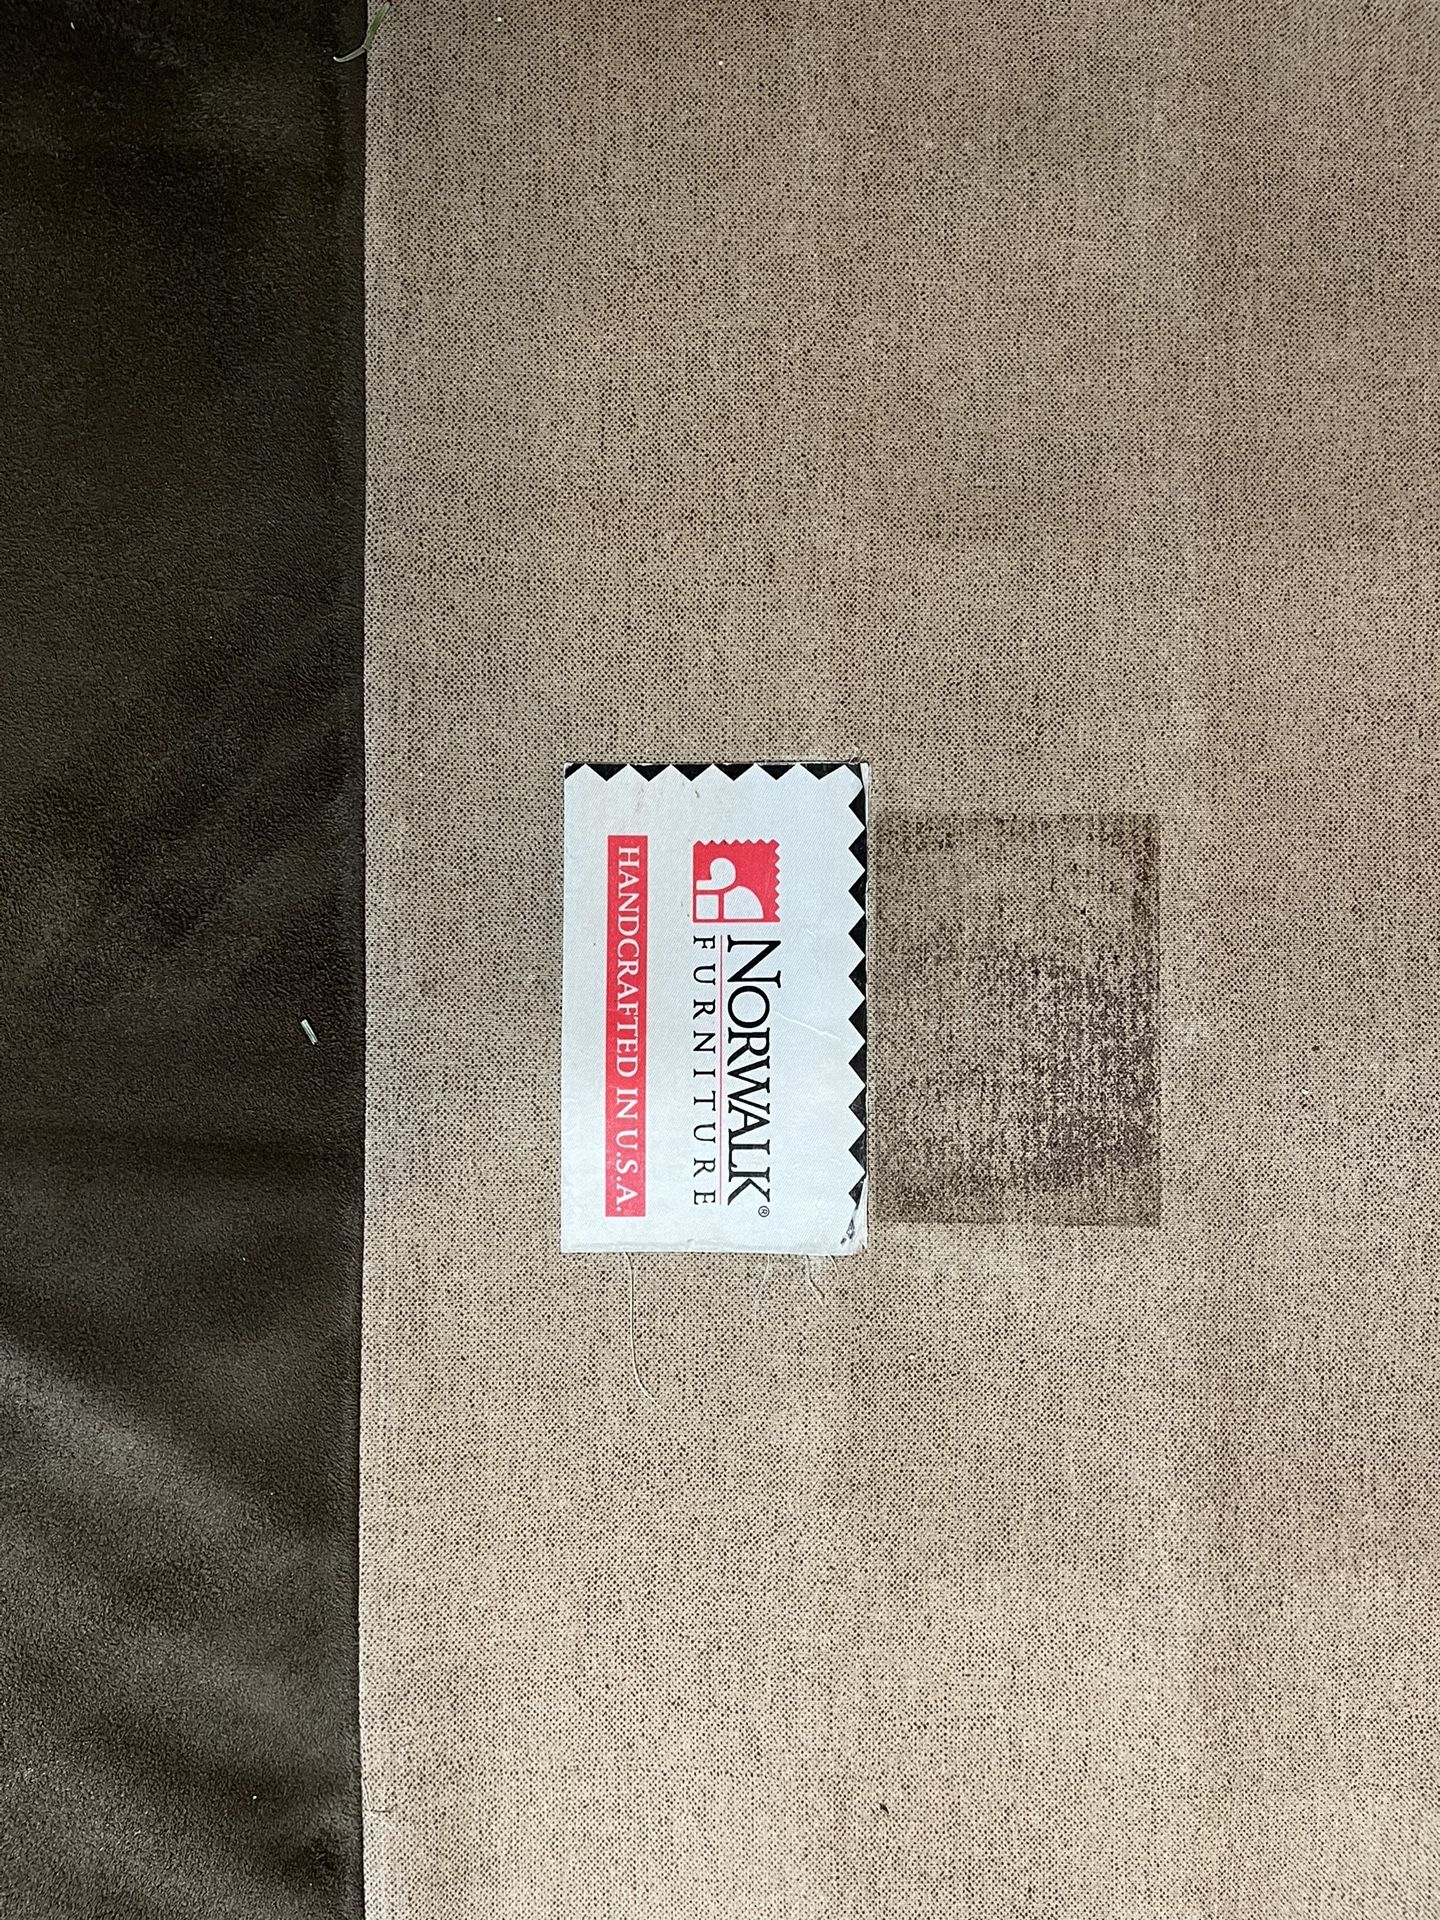 NORWALK®
FURNITURE
HANDCRAFTED IN U.S.A.